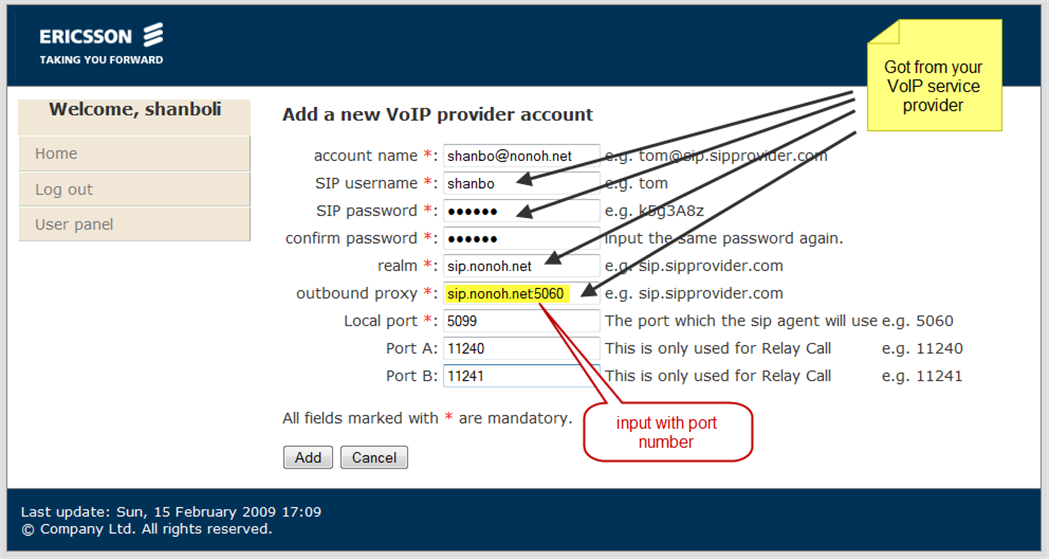 ERICSSON
TAKING YOU FORWARD
Got from your
VoIP service
provider
Welcome, shanboli
Home
Log out
User panel
Add a new VoIP provider account
account name *: shanbo@nonoh.net e.g. tom@sip.sipprovider.com
SIP username *: shanbo e.g. tom
SIP password *: •••••• e.g. k5g3A8z
confirm password *: •••••• input the same password again.
realm *: sip.nonoh.net e.g. sip.sipprovider.com
outbound proxy *: sip.nonoh.net:5060 e.g. sip.sipprovider.com
Local port *: 5099 The port which the sip agent will use e.g. 5060
Port A: 11240 This is only used for Relay Call e.g. 11240
Port B: 11241 This is only used for Relay Call e.g. 11241
All fields marked with * are mandatory.
input with port
number
Add Cancel
Last update: Sun, 15 February 2009 17:09
© Company Ltd. All rights reserved.